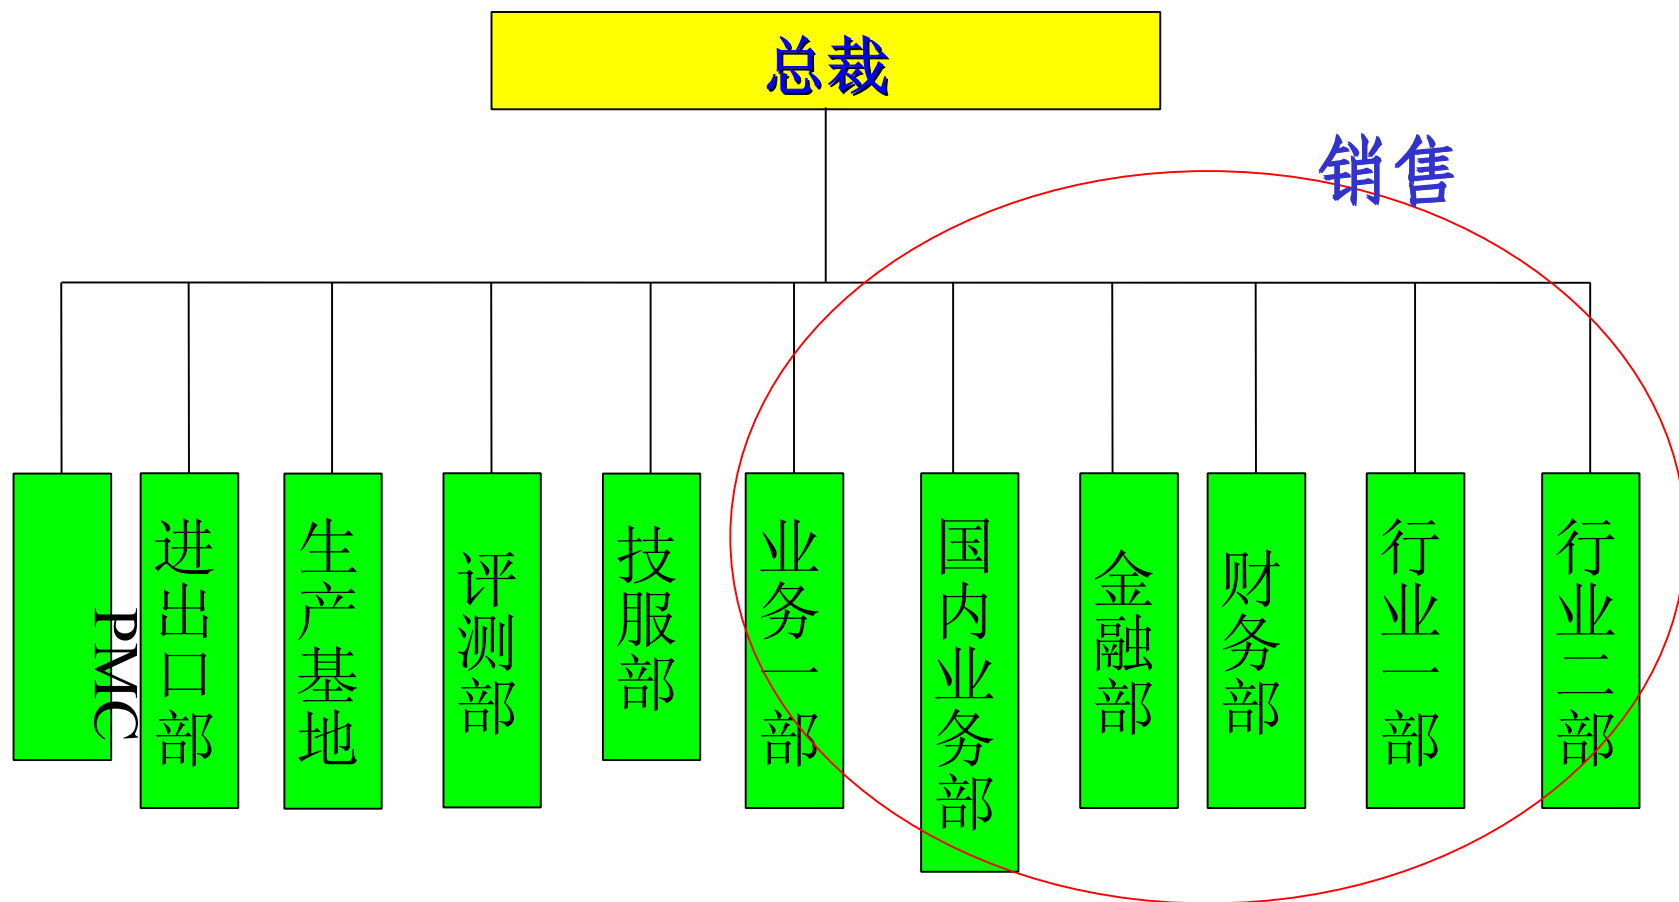 总裁
销售
PMC
进出口部
生产基地
评测部
技服部
业务一部
国内业务部
金融部
财务部
行业一部
行业二部